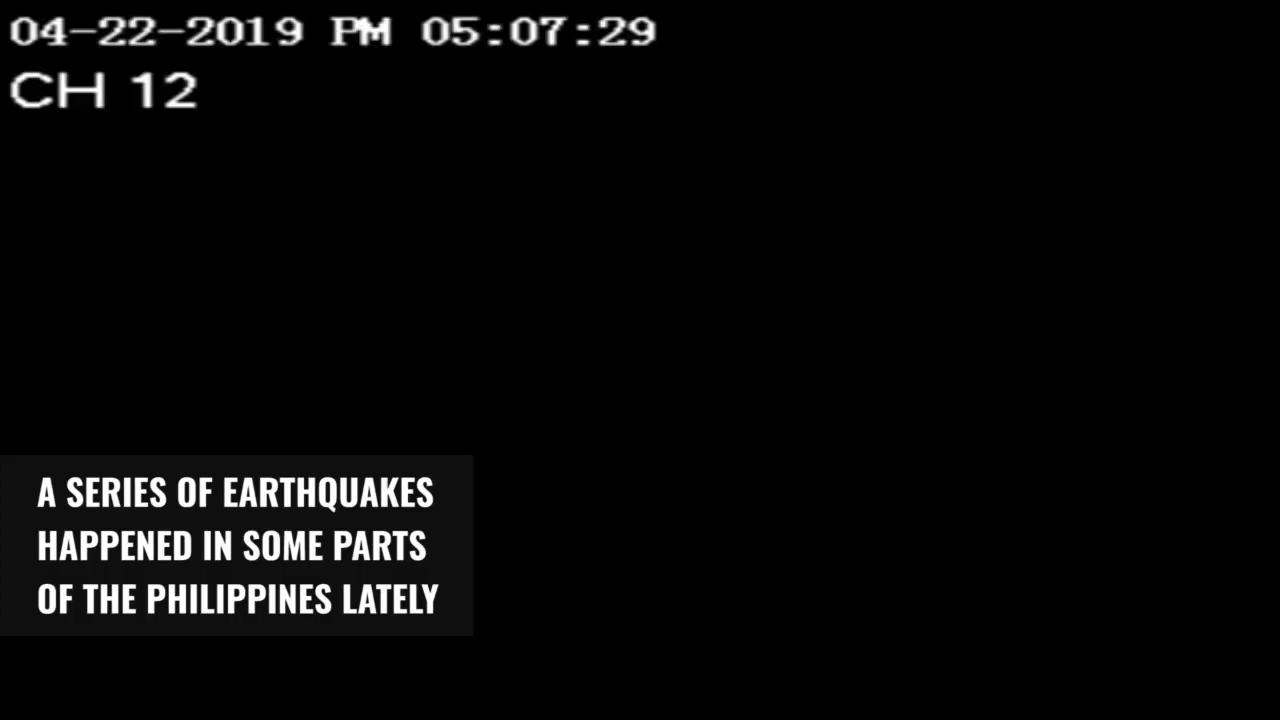 04-22-2019 PM 05:07:29
CH 12
A SERIES OF EARTHQUAKES
HAPPENED IN SOME PARTS
OF THE PHILIPPINES LATELY